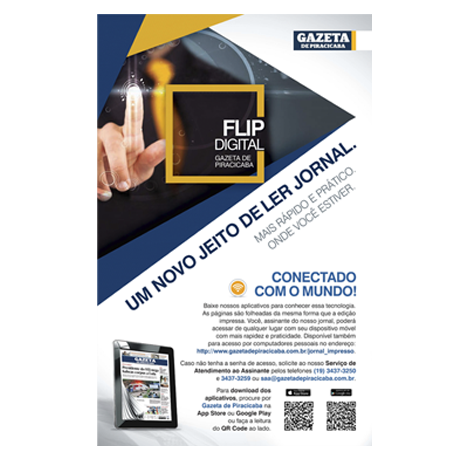 GAZETA
DE PIRACICABA
FLIP
DIGITAL
GAZETA DE
PIRACICABA
UM NOVO JEITO DE LER JORNAL.
MAIS RÁPIDO E PRÁTICO.
ONDE VOCÊ ESTIVER.
CONECTADO
COM O MUNDO!
Baixe nossos aplicativos para conhecer essa tecnologia.
As páginas são folheadas da mesma forma que a edição
impressa. Você, assinante do nosso jornal, poderá
acessar de qualquer lugar com seu dispositivo móvel
com mais rapidez e praticidade. Disponível também
para acesso por computadores pessoais no endereço:
http://www.gazetadepiracicaba.com.br/jornal_impresso.
Caso não tenha a senha de acesso, solicite ao nosso Serviço de
Atendimento ao Assinante pelos telefones (19) 3437-3250
e 3437-3259 ou saa@gazetadepiracicaba.com.br.
GAZETA
Para download dos
aplicativos, procure por
Gazeta de Piracicaba na
App Store ou Google Play
ou faça a leitura
do QR Code ao lado.